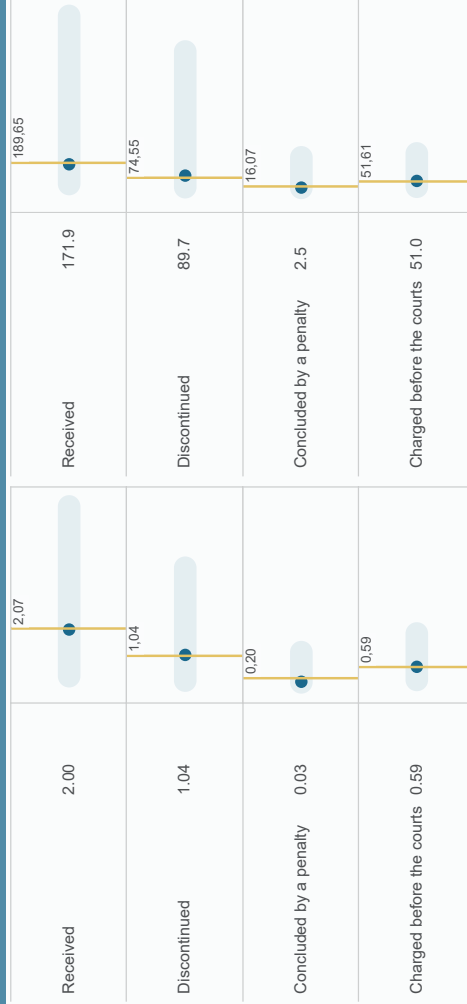 2,07 189,65
Received 2.00 Received 171.9
1,04 74,55
Discontinued 1.04 Discontinued 89.7
0,20 16,07
Concluded by a penalty 0.03 Concluded by a penalty 2.5
0,59 51,61
Charged before the courts 0.59 Charged before the courts 51.0